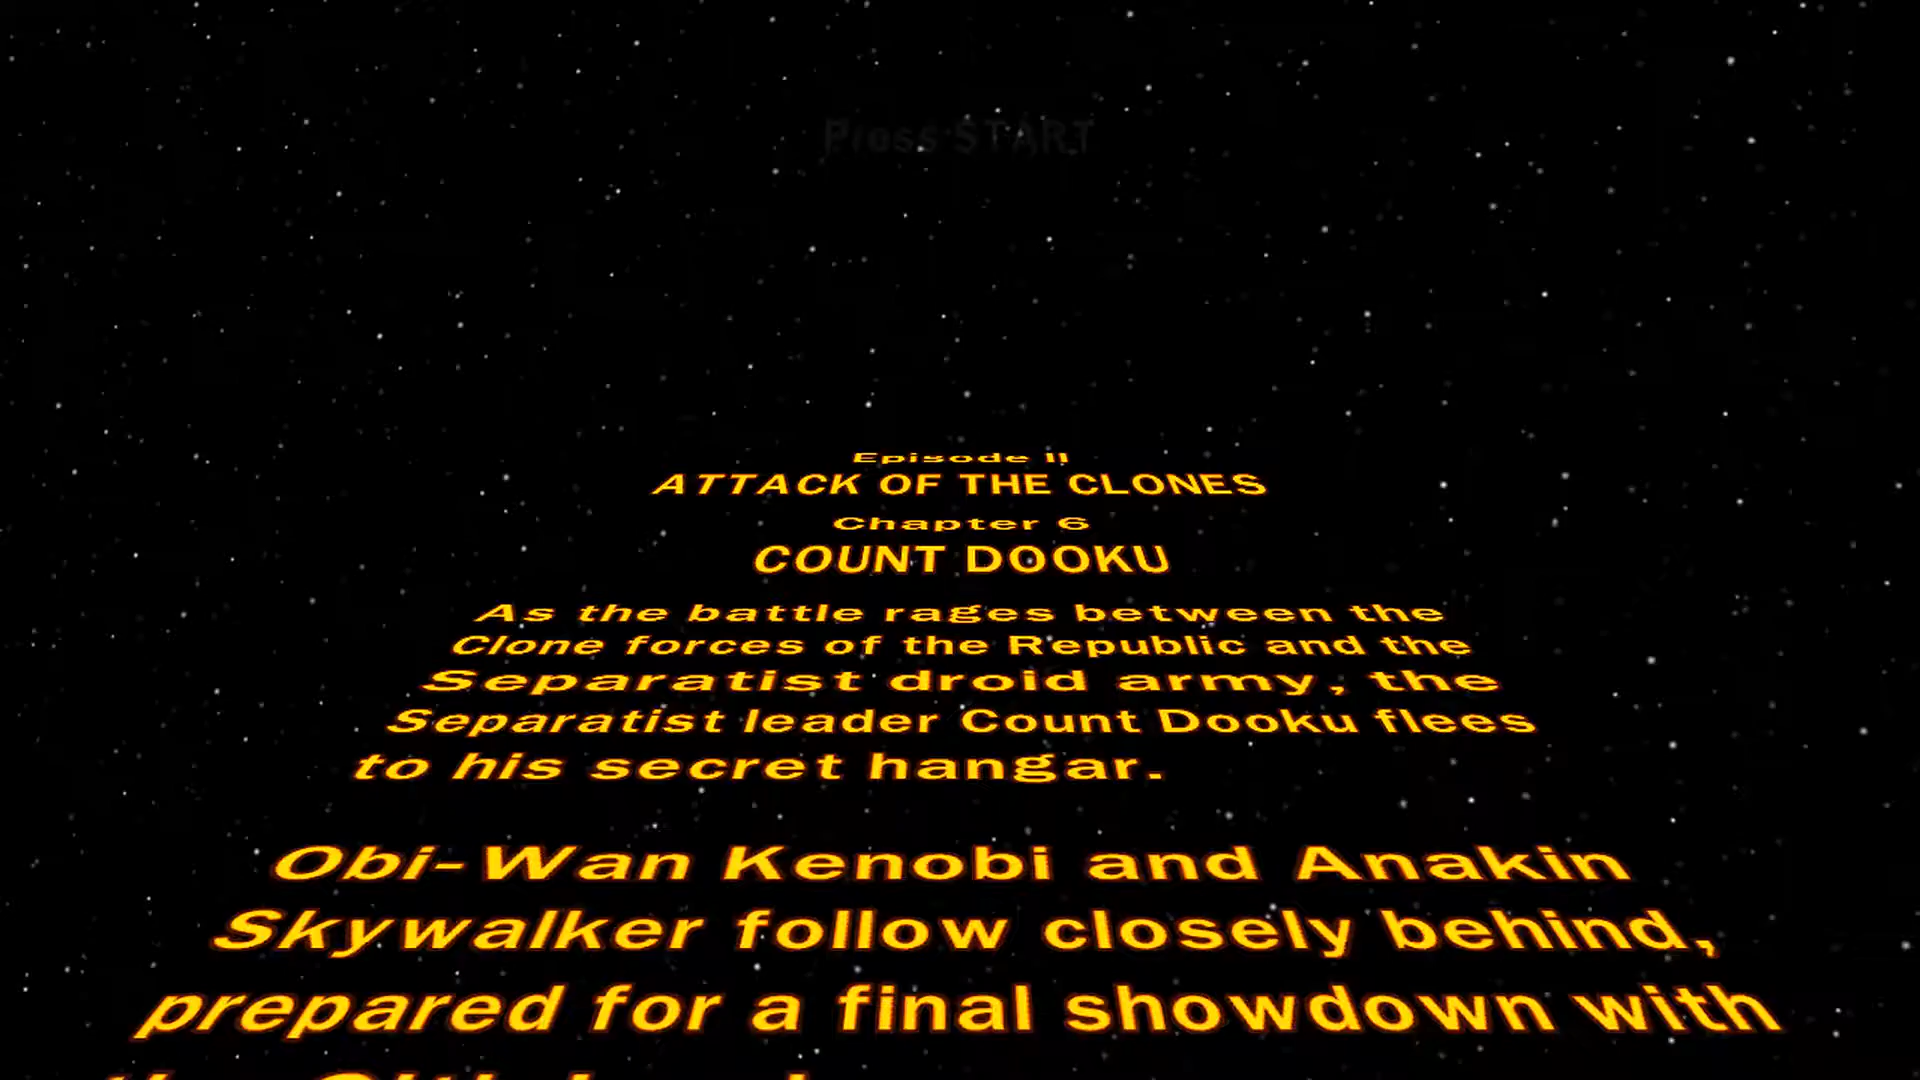 Press START
Episode II
ATTACK OF THE CLONES
Chapter 6
COUNT DOOKU
As the battle rages between the
Clone forces of the Republic and the
Separatist droid army, the
Separatist leader Count Dooku flees
to his secret hangar.
Obi-Wan Kenobi and Anakin
Skywalker follow closely behind,
prepared for a final showdown with